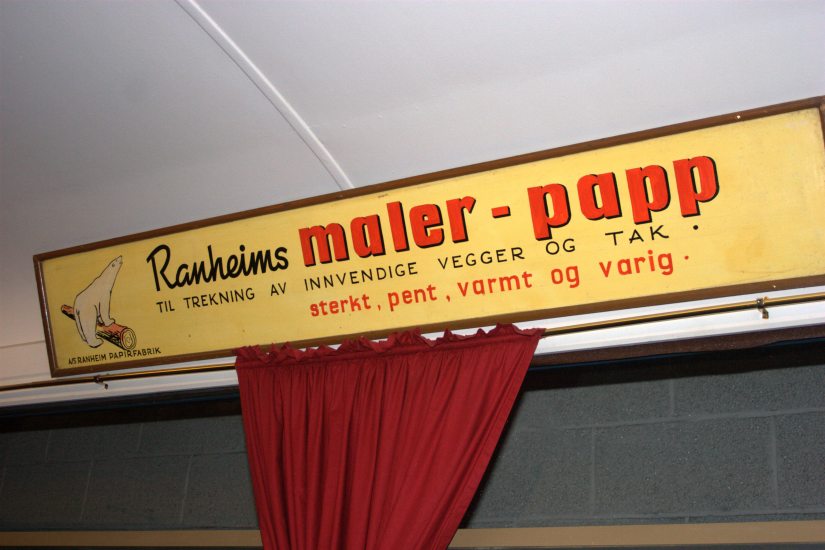 Ranheims maler-papp
TIL TREKNING AV INNVENDIGE VEGGER OG TAK.
sterkt, pent, varmt og varig.
A/S RANHEIM PAPIRFABRIK